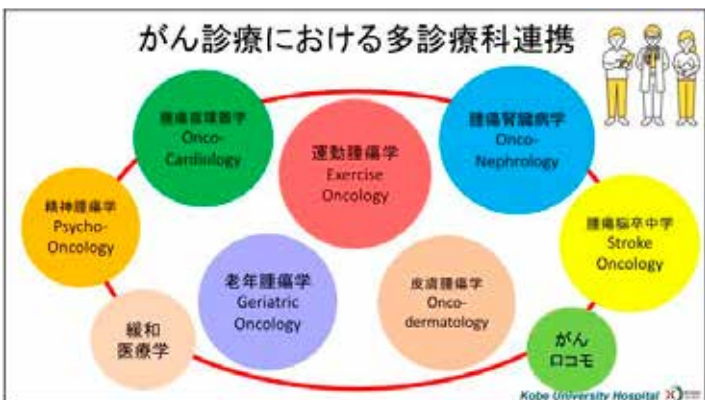 がん診療における多診療科連携
腫瘍循環器学
Onco-
Cardiology
運動腫瘍学
Exercise
Oncology
腫瘍腎臓病学
Onco-
Nephrology
精神腫瘍学
Psycho-
Oncology
腫瘍脳卒中学
Stroke
Oncology
老年腫瘍学
Geriatric
Oncology
皮膚腫瘍学
Onco-
dermatology
緩和
医療学
がん
ロコモ
Kobe University Hospital